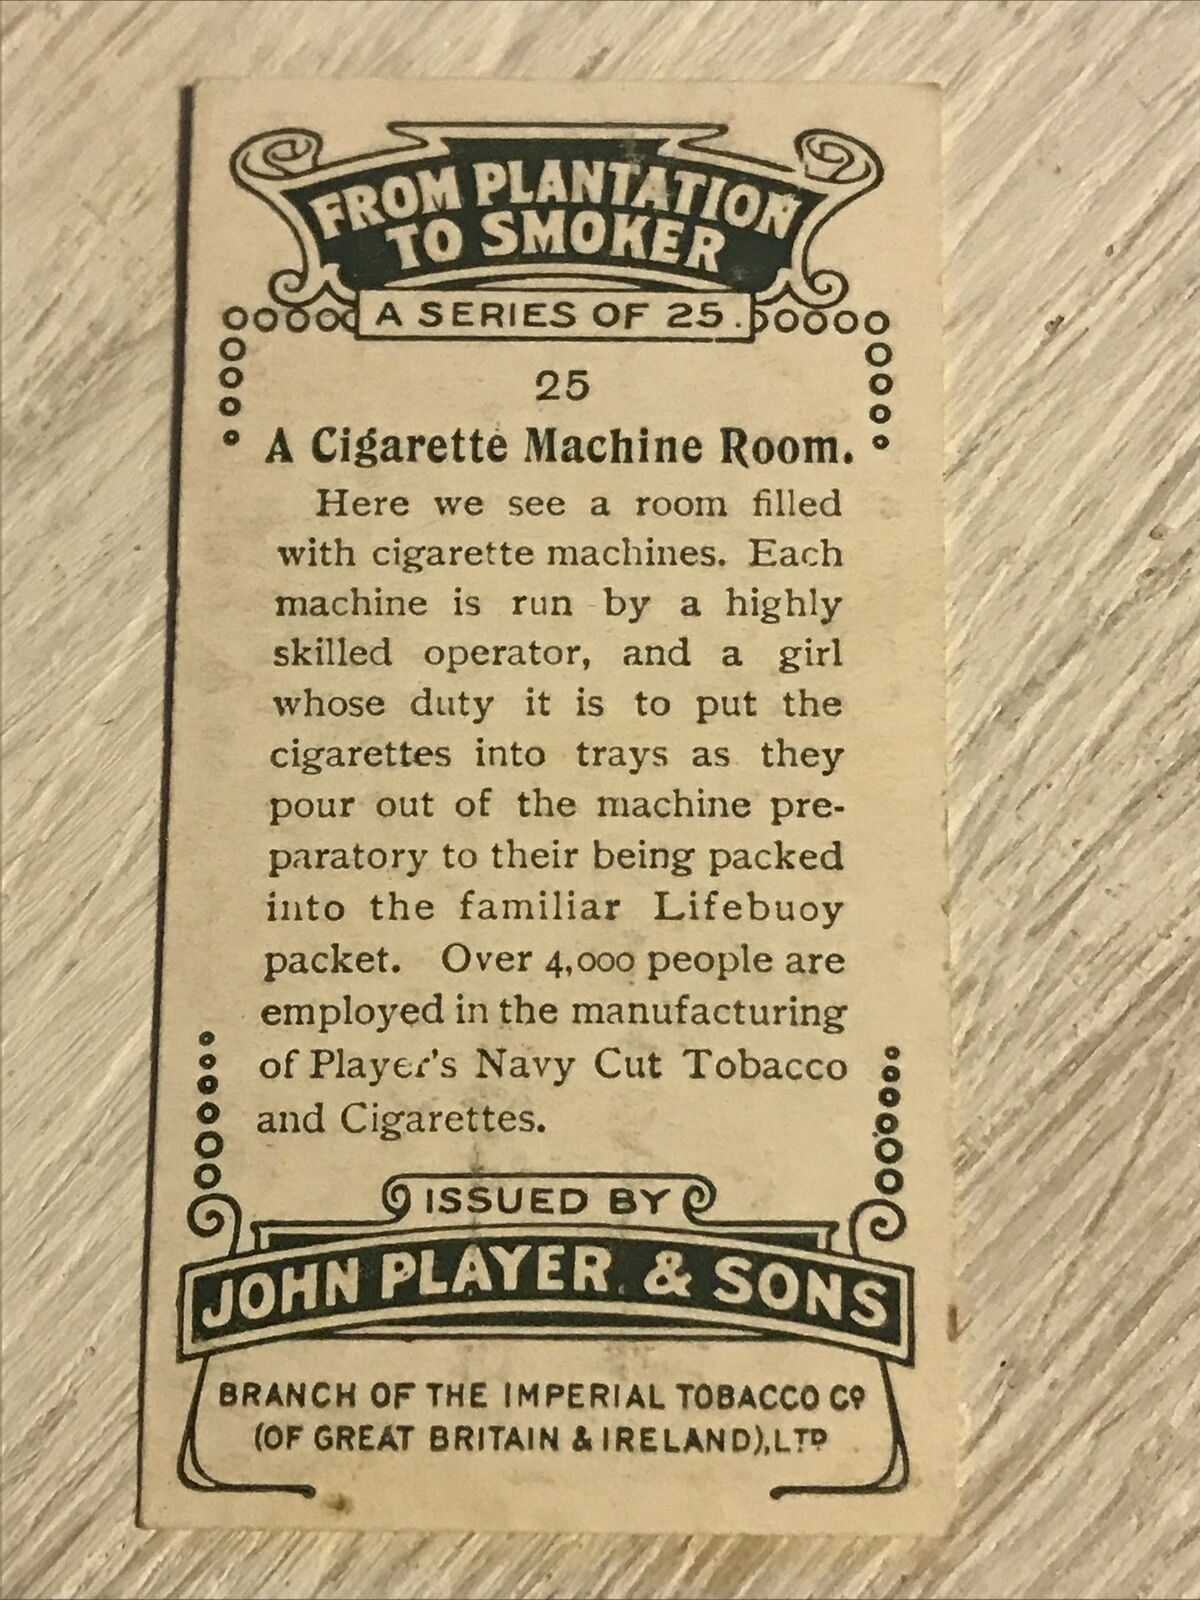 FROM PLANTATION
TO SMOKER
A SERIES OF 25.
25
A Cigarette Machine Room.
Here we see a room filled
with cigarette machines. Each
machine is run by a highly
skilled operator, and a girl
whose duty it is to put the
cigarettes into trays as they
pour out of the machine pre-
paratory to their being packed
into the familiar Lifebuoy
packet. Over 4,000 people are
employed in the manufacturing
of Player's Navy Cut Tobacco
and Cigarettes.
ISSUED BY
JOHN PLAYER & SONS
BRANCH OF THE IMPERIAL TOBACCO Cº
(OF GREAT BRITAIN & IRELAND), LTD